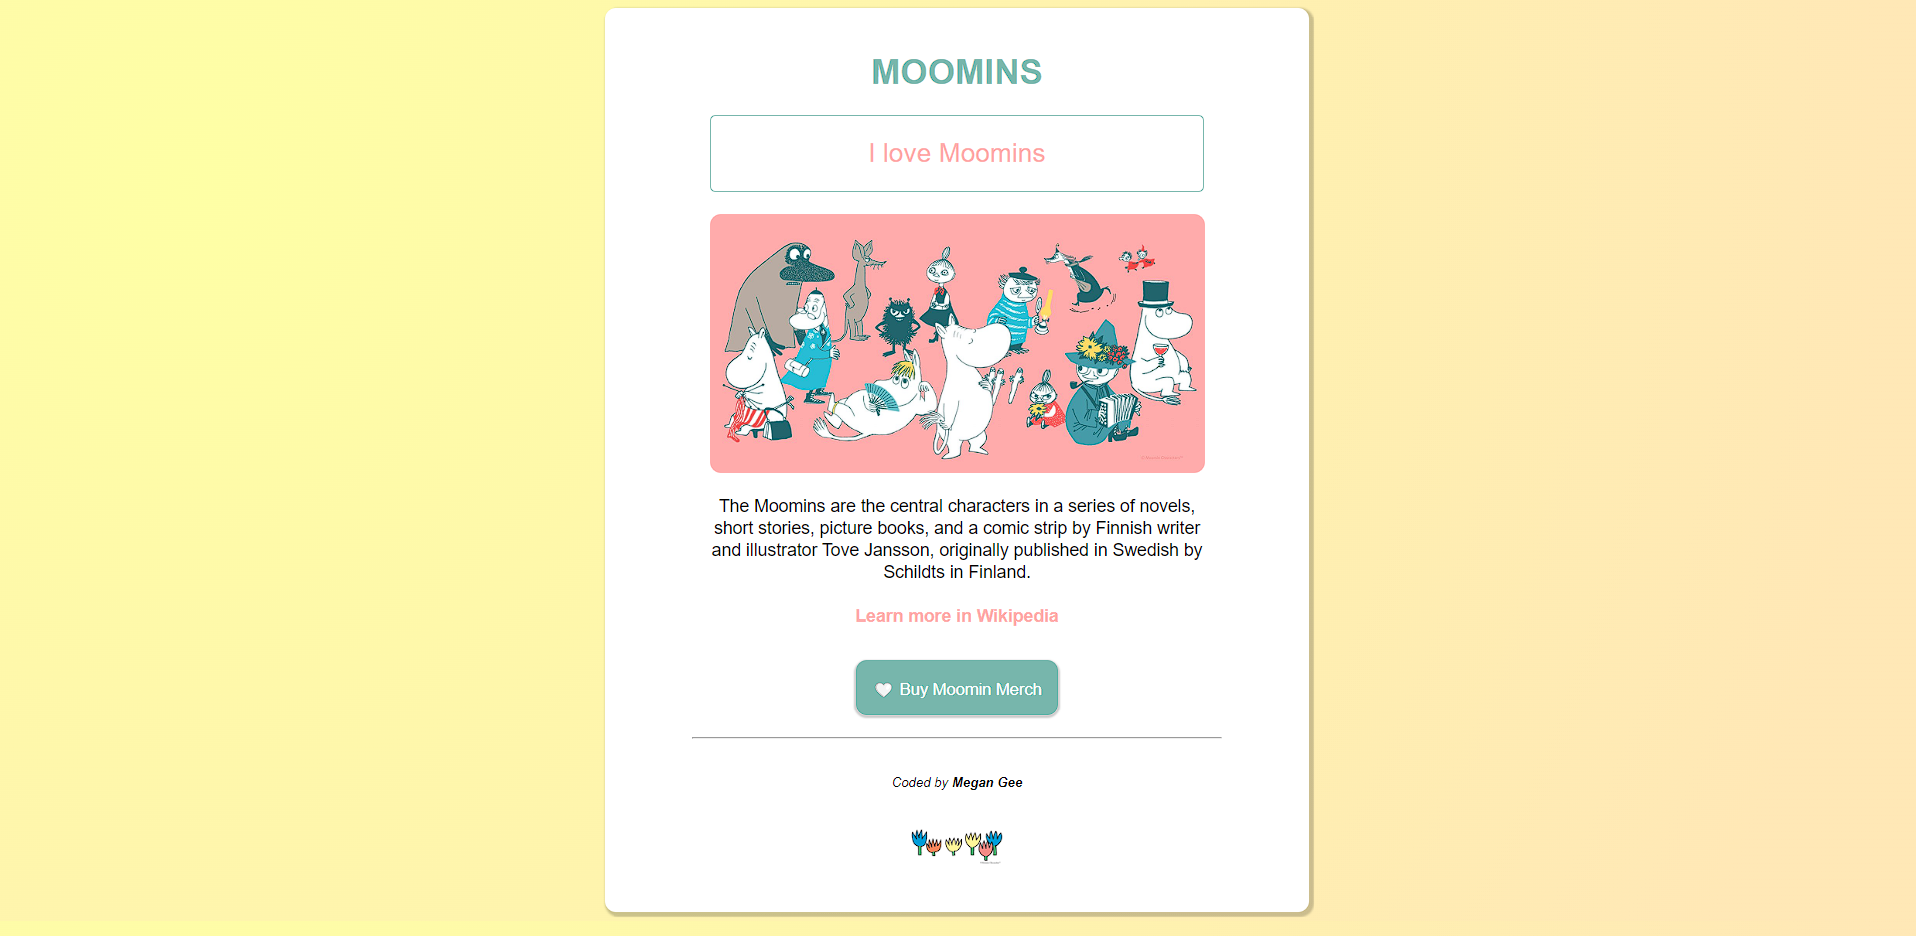 MOOMINS
I love Moomins
The Moomins are the central characters in a series of novels,
short stories, picture books, and a comic strip by Finnish writer
and illustrator Tove Jansson, originally published in Swedish by
Schildts in Finland.
Learn more in Wikipedia
Buy Moomin Merch
Coded by Megan Gee